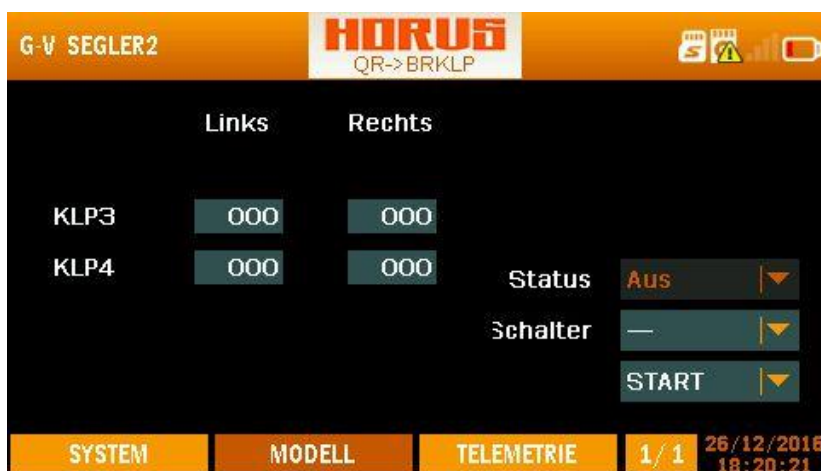 G-V SEGLER2
HORUS
QR->BRKLP
Links Rechts
KLP3 000 000
KLP4 000 000
Status Aus
Schalter —
START
SYSTEM MODELL TELEMETRIE 1/1 26/12/2016
18:20:21